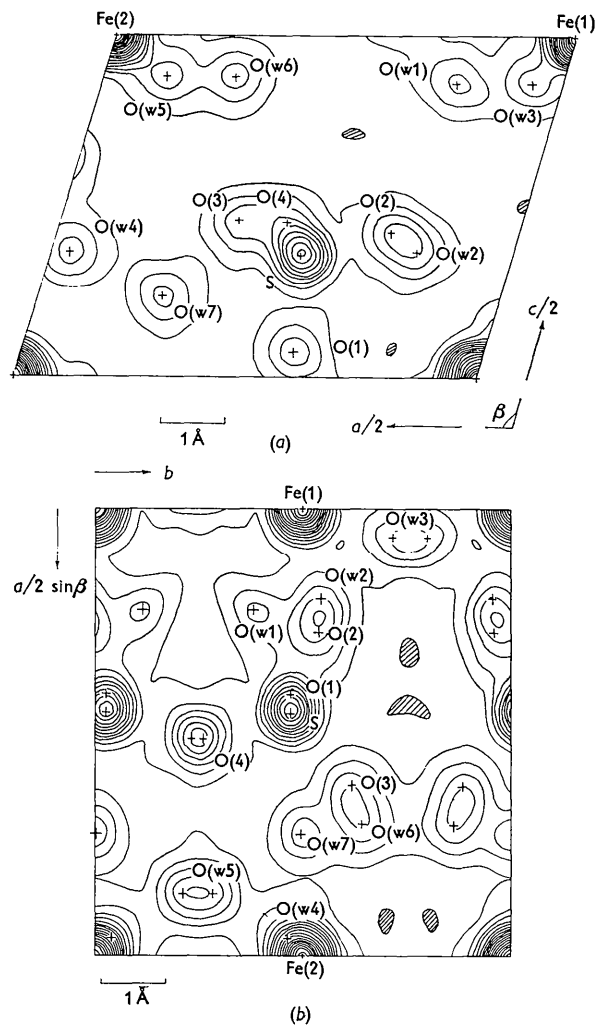 Fe(2)
Fe(1)
O(w6)
O(w1)
O(w5)
O(w3)
O(3)
O(4)
O(2)
O(w4)
O(w2)
S
O(w7)
O(1)
c/2
β
1 Å
(a)
a/2
b
Fe(1)
O(w3)
a/2 sinβ
O(w2)
O(w1)
O(2)
O(1)
S
O(4)
O(3)
O(w7)
O(w6)
O(w5)
O(w4)
Fe(2)
1 Å
(b)